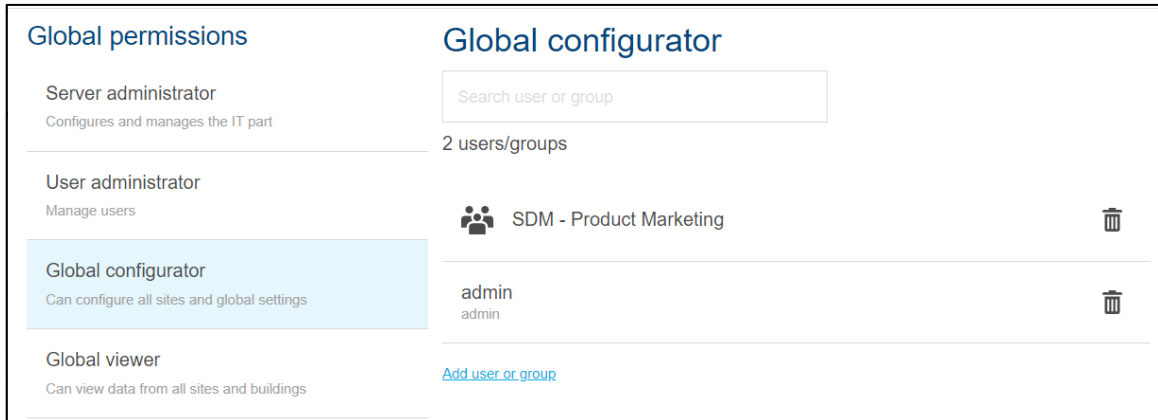 Global permissions
Server administrator
Configures and manages the IT part
User administrator
Manage users
Global configurator
Can configure all sites and global settings
Global viewer
Can view data from all sites and buildings
Global configurator
Search user or group
2 users/groups
SDM - Product Marketing
admin
admin
Add user or group